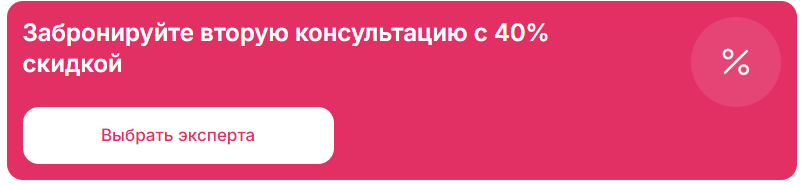 Забронируйте вторую консультацию с 40%
скидкой
%
Выбрать эксперта